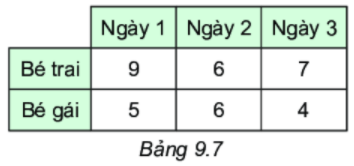 Ngày 1 Ngày 2 Ngày 3
Bé trai 9 6 7
Bé gái 5 6 4
Bảng 9.7